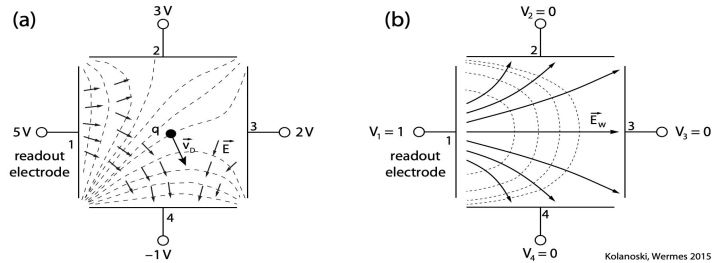 (a)
3 V
2
5 V
1
readout
electrode
q
v_D
E
3
2 V
4
−1 V
(b)
V₂ = 0
2
V₁ = 1
1
readout
electrode
E_w
3
V₃ = 0
4
V₄ = 0
Kolanoski, Wermes 2015